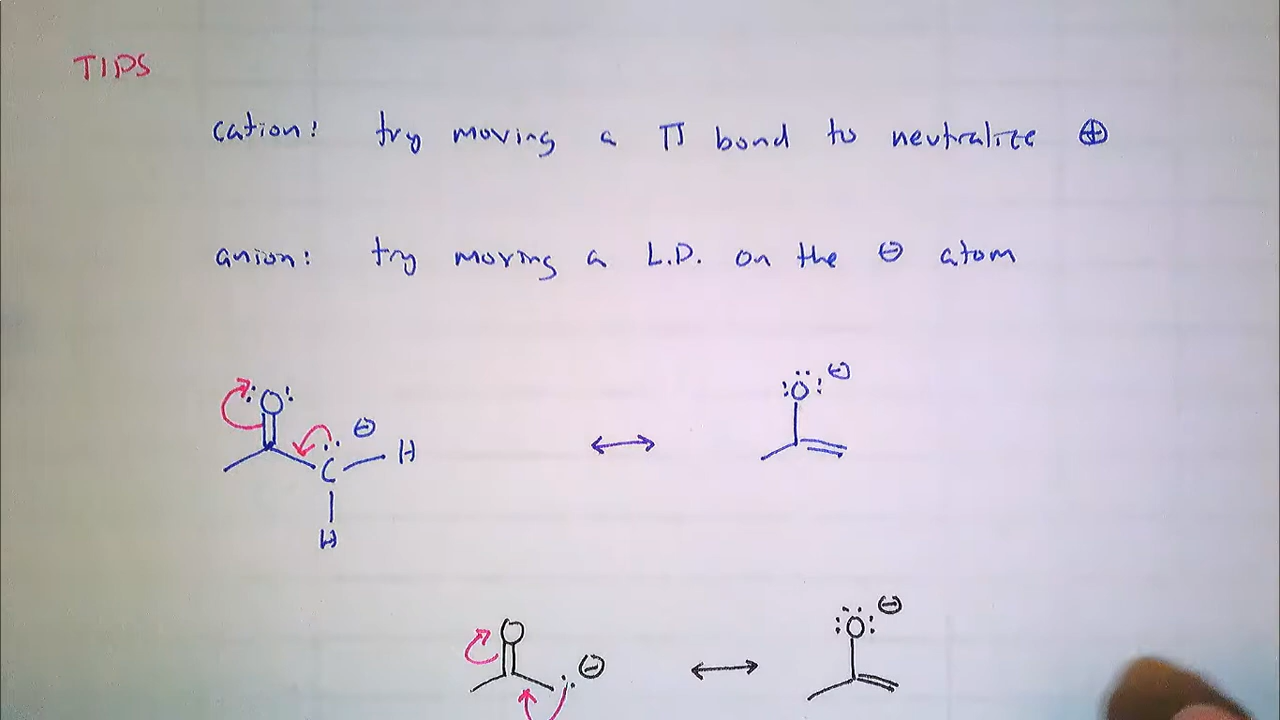 TIPS
cation: try moving a π bond to neutralize ⊕
anion: try moving a L.P. on the ⊖ atom
:O: :O: ⊖
⊖
C H
H
:O: ⊖
O : ⊖